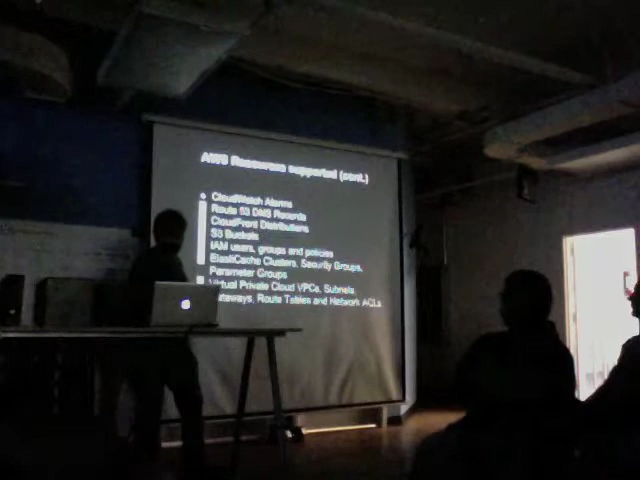 AWS Resources supported (cont.)
CloudWatch Alarms
Route 53 DNS Records
CloudFront Distributions
S3 Buckets
IAM users, groups and policies
ElastiCache Clusters, Security Groups,
Parameter Groups
Virtual Private Cloud VPCs, Subnets,
Gateways, Route Tables and Network ACLs